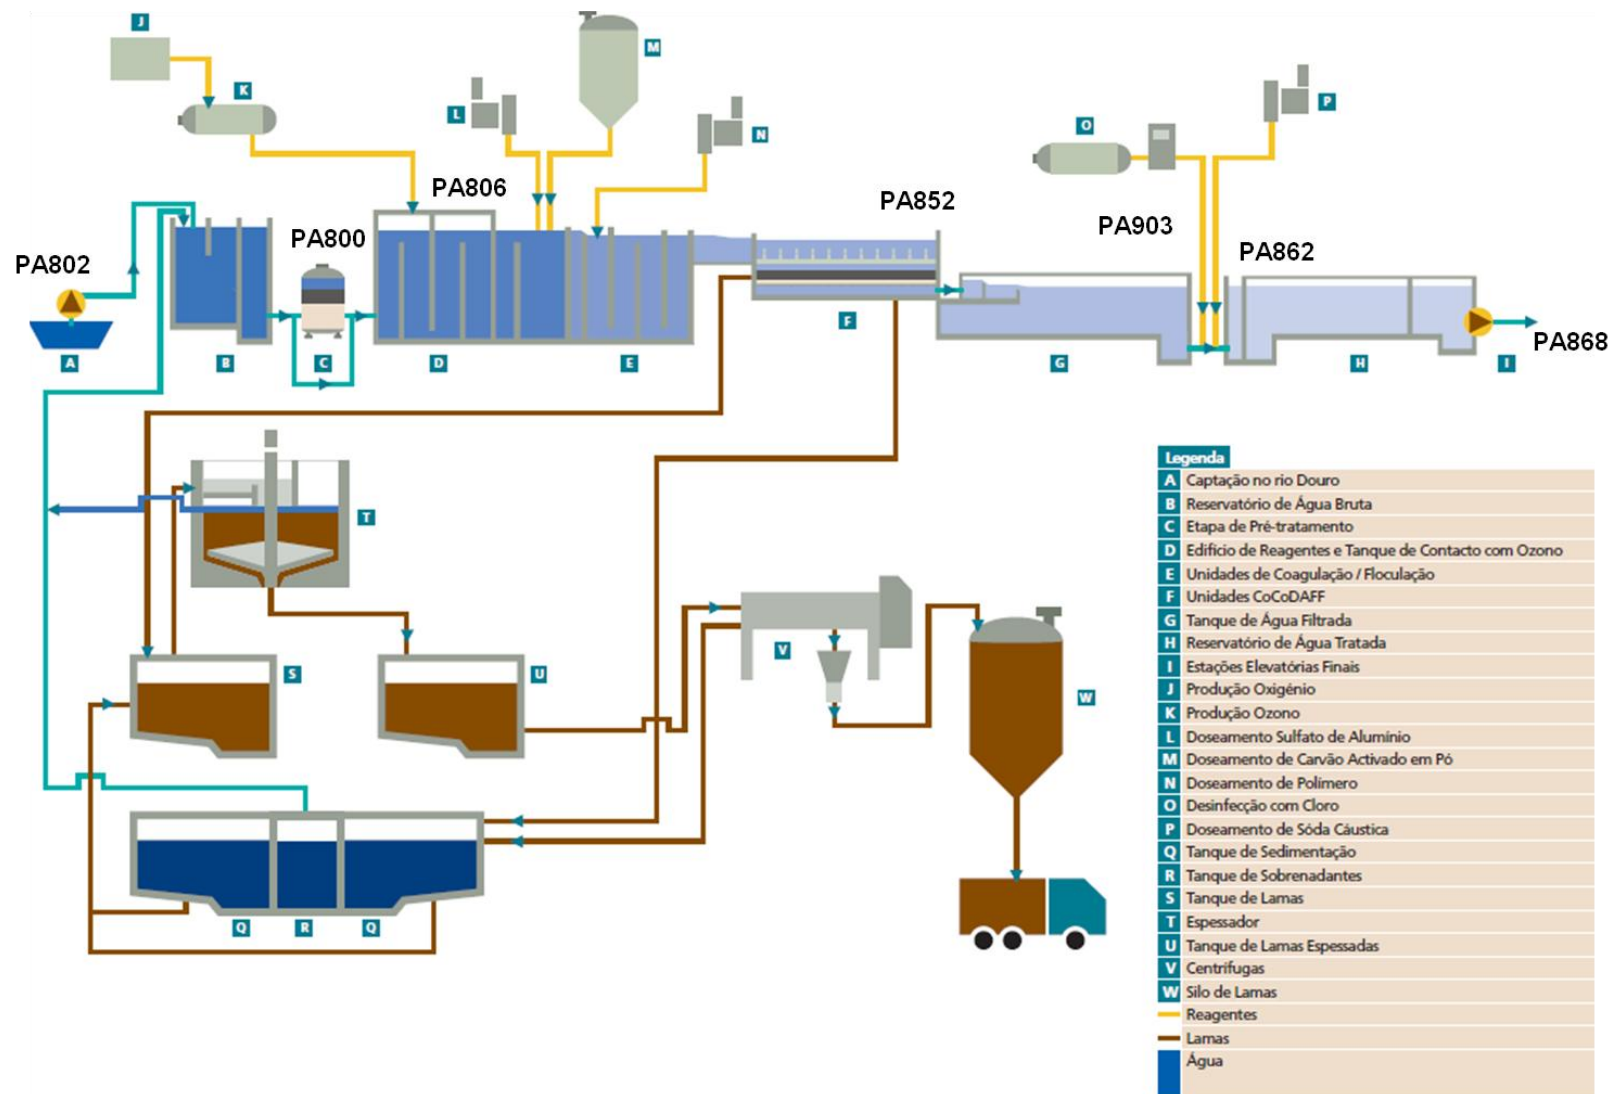 J
K
M
L
N
O
P
PA806
PA852
PA903
PA800
PA862
PA802
PA868
A
B
C
D
E
F
G
H
I
T
S
U
V
W
Q
R
Q
Legenda
A Captação no rio Douro
B Reservatório de Água Bruta
C Etapa de Pré-tratamento
D Edifício de Reagentes e Tanque de Contacto com Ozono
E Unidades de Coagulação / Floculação
F Unidades CoCoDAFF
G Tanque de Água Filtrada
H Reservatório de Água Tratada
I Estações Elevatórias Finais
J Produção Oxigénio
K Produção Ozono
L Doseamento Sulfato de Alumínio
M Doseamento de Carvão Activado em Pó
N Doseamento de Polímero
O Desinfecção com Cloro
P Doseamento de Sóda Cáustica
Q Tanque de Sedimentação
R Tanque de Sobrenadantes
S Tanque de Lamas
T Espessador
U Tanque de Lamas Espessadas
V Centrífugas
W Silo de Lamas
Reagentes
Lamas
Água